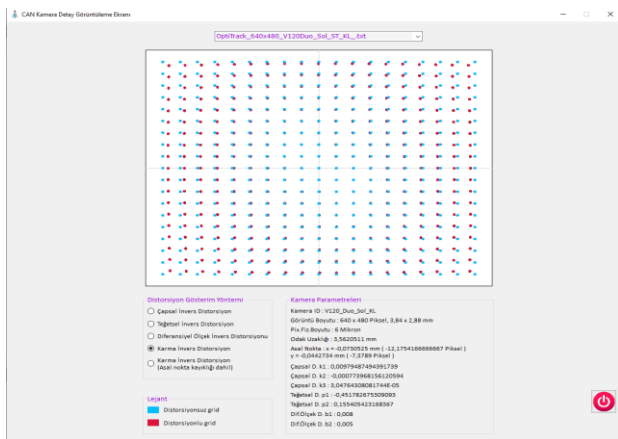 CAN Kamera Detay Görüntüleme Ekranı
OptiTrack_640x480_V120Duo_Sol_ST_KL_.txt
Distorsiyon Gösterim Yöntemi
Çapsal İnvers Distorsiyon
Teğetsel İnvers Distorsiyon
Diferansiyel Ölçek İnvers Distorsiyonu
Karma İnvers Distorsiyon
Karma İnvers Distorsiyon
(Asal nokta kayıklığı dahil)
Lejant
Distorsiyonsuz grid
Distorsiyonlu grid
Kamera Parametreleri
Kamera ID : V120_Duo_Sol_KL
Görüntü Boyutu : 640 x 480 Piksel, 3,84 x 2,88 mm
Pix.Fiz.Boyutu : 6 Mikron
Odak Uzaklığı : 3,5620511 mm
Asal Nokta : x = -0,0730525 mm ( -12,1754166666667 Piksel )
y = -0,0442734 mm ( -7,3789 Piksel )
Çapsal D. k1 : 0,00979487494391739
Çapsal D. k2 : -0,000773968156120594
Çapsal D. k3 : 3,04764308081744E-05
Teğetsel D. p1 : -0,451782675309093
Teğetsel D. p2 : 0,155405423188367
Dif.Ölçek D. b1 : 0,008
Dif.Ölçek D. b2 : 0,005